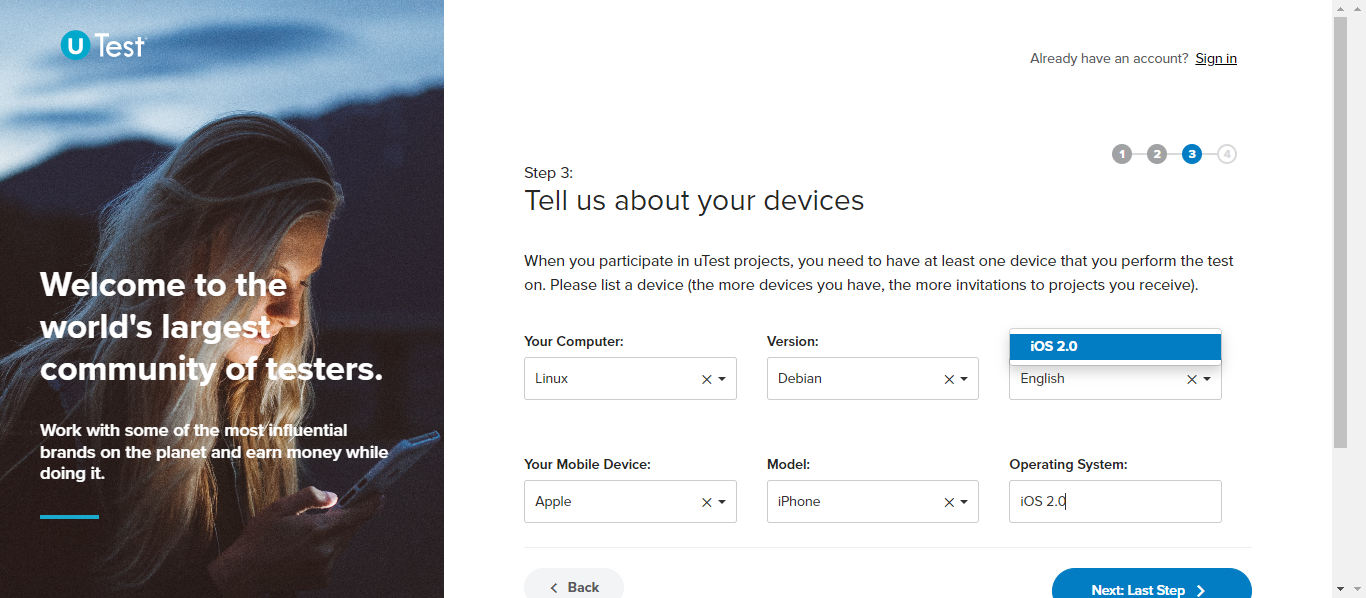 U Test
Already have an account? Sign in
1 2 3 4
Step 3:
Tell us about your devices
When you participate in uTest projects, you need to have at least one device that you perform the test
on. Please list a device (the more devices you have, the more invitations to projects you receive).
Welcome to the
world's largest
community of testers.
Work with some of the most influential
brands on the planet and earn money while
doing it.
Your Computer:
Linux
Version:
Debian
iOS 2.0
English
Your Mobile Device:
Apple
Model:
iPhone
Operating System:
iOS 2.0
Back
Next: Last Step